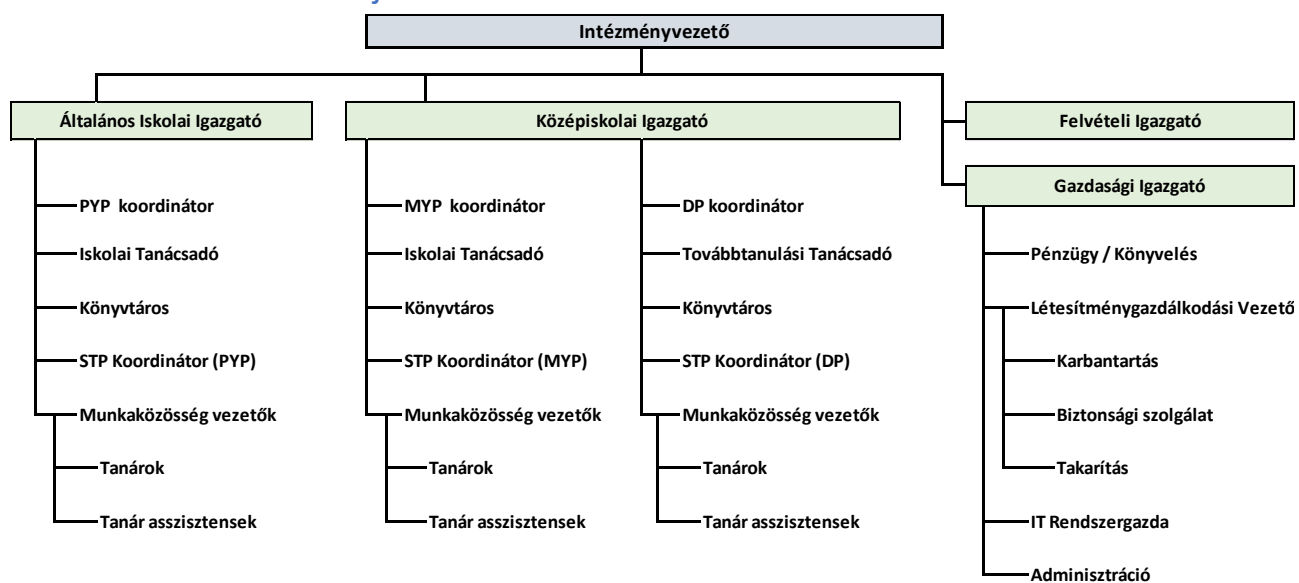 Intézményvezető
Általános Iskolai Igazgató
Középiskolai Igazgató
Felvételi Igazgató
Gazdasági Igazgató
PYP koordinátor
Iskolai Tanácsadó
Könyvtáros
STP Koordinátor (PYP)
Munkaközösség vezetők
Tanárok
Tanár asszisztensek
MYP koordinátor
Iskolai Tanácsadó
Könyvtáros
STP Koordinátor (MYP)
Munkaközösség vezetők
Tanárok
Tanár asszisztensek
DP koordinátor
Továbbtanulási Tanácsadó
Könyvtáros
STP Koordinátor (DP)
Munkaközösség vezetők
Tanárok
Tanár asszisztensek
Pénzügy / Könyvelés
Létesítménygazdálkodási Vezető
Karbantartás
Biztonsági szolgálat
Takarítás
IT Rendszergazda
Adminisztráció